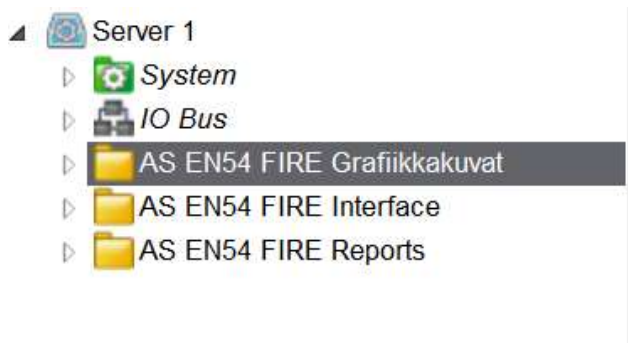 Server 1
System
IO Bus
AS EN54 FIRE Grafiikkakuvat
AS EN54 FIRE Interface
AS EN54 FIRE Reports